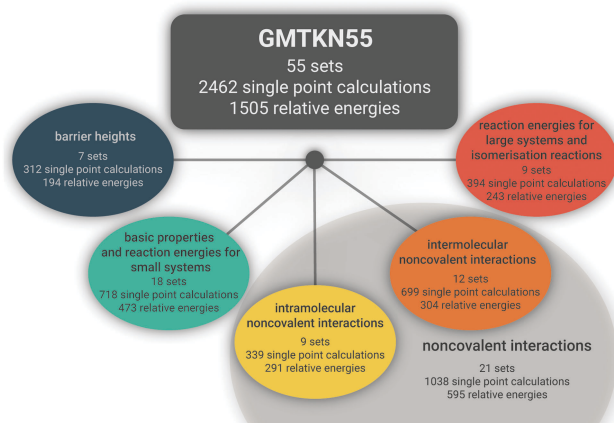 GMTKN55
55 sets
2462 single point calculations
1505 relative energies
barrier heights
7 sets
312 single point calculations
194 relative energies
reaction energies for
large systems and
isomerisation reactions
9 sets
394 single point calculations
243 relative energies
basic properties
and reaction energies for
small systems
18 sets
718 single point calculations
473 relative energies
intermolecular
noncovalent interactions
12 sets
699 single point calculations
304 relative energies
intramolecular
noncovalent interactions
9 sets
339 single point calculations
291 relative energies
noncovalent interactions
21 sets
1038 single point calculations
595 relative energies